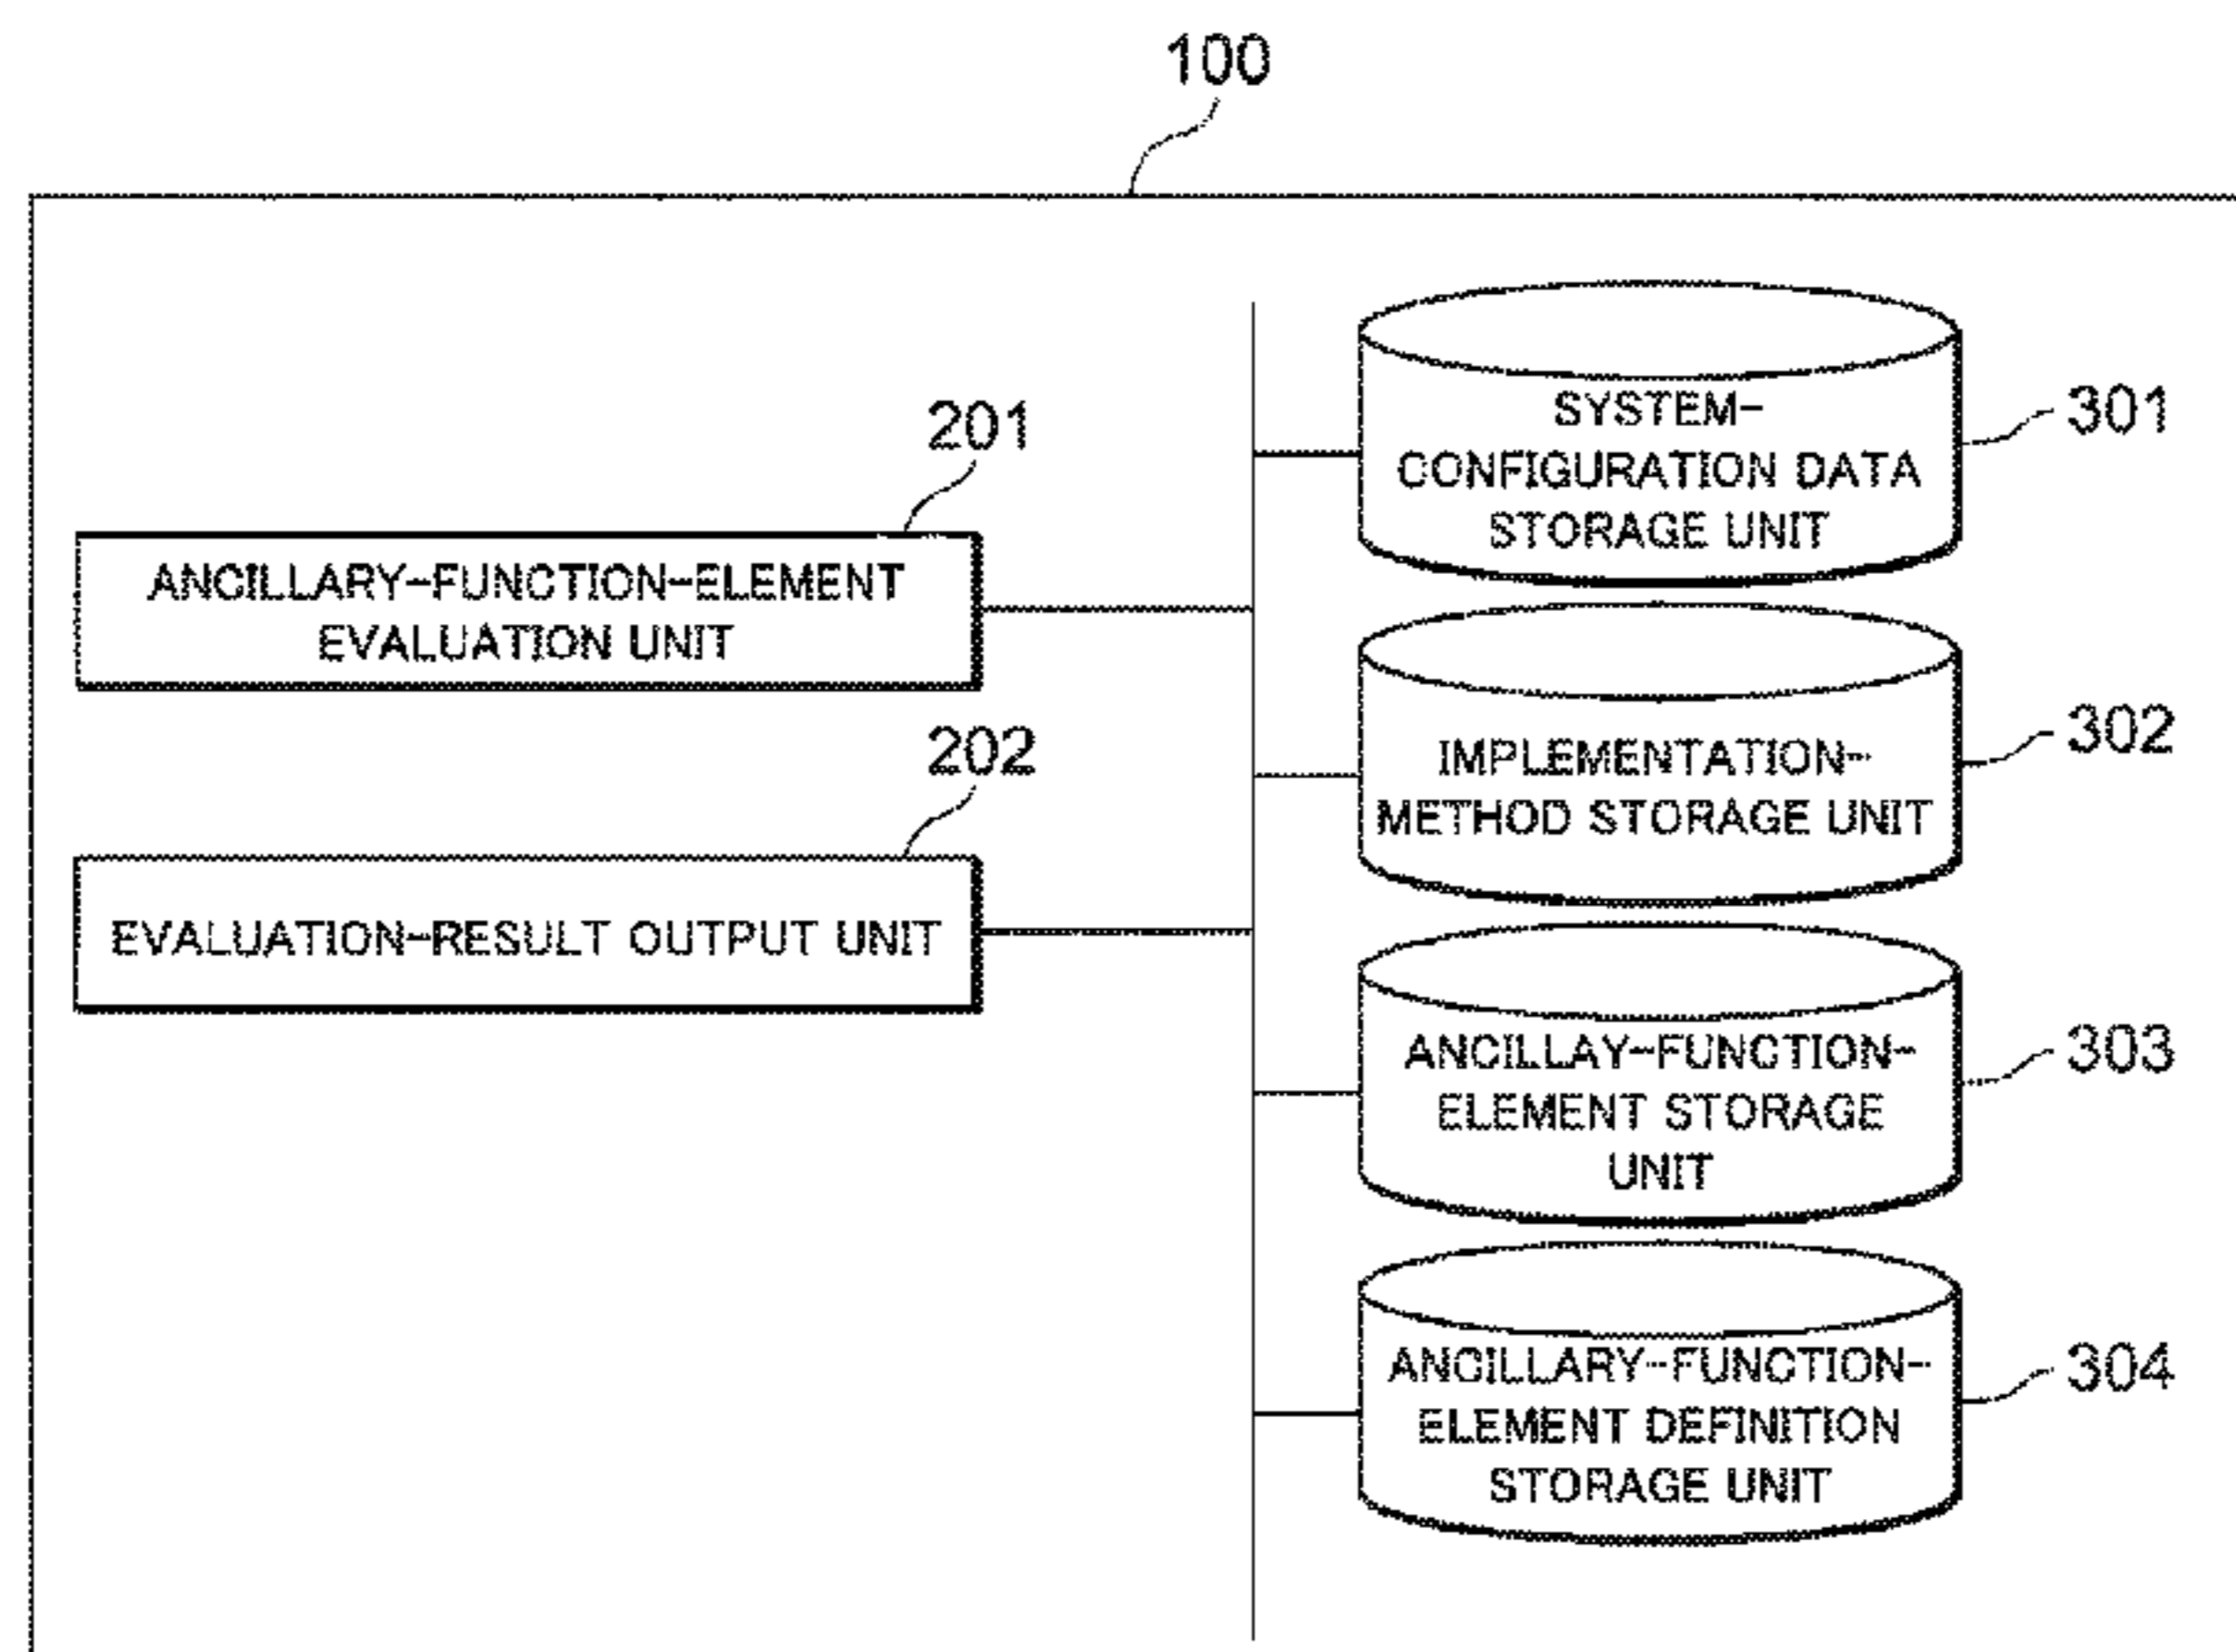 100
201
ANCILLARY-FUNCTION-ELEMENT
EVALUATION UNIT
202
EVALUATION-RESULT OUTPUT UNIT
SYSTEM-
CONFIGURATION DATA
STORAGE UNIT
301
IMPLEMENTATION-
METHOD STORAGE UNIT
302
ANCILLAY-FUNCTION-
ELEMENT STORAGE
UNIT
303
ANCILLARY-FUNCTION-
ELEMENT DEFINITION
STORAGE UNIT
304